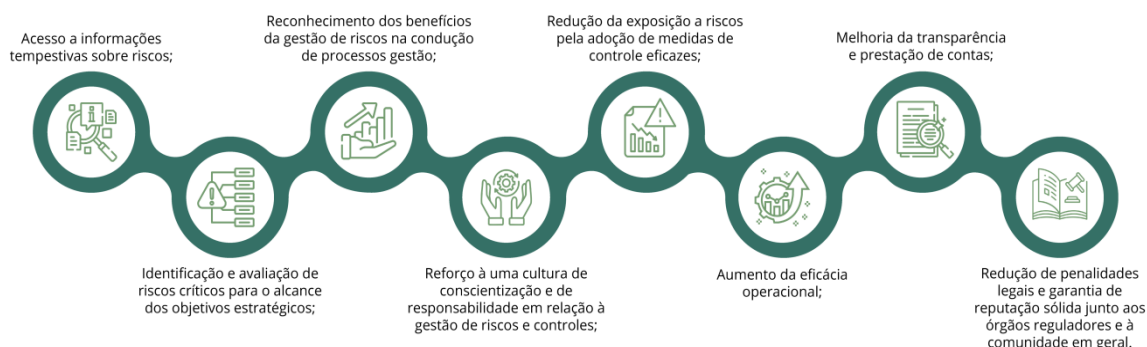 Acesso a informações
tempestivas sobre riscos;
Identificação e avaliação de
riscos críticos para o alcance
dos objetivos estratégicos;
Reconhecimento dos benefícios
da gestão de riscos na condução
de processos gestão;
Reforço à uma cultura de
conscientização e de
responsabilidade em relação à
gestão de riscos e controles;
Redução da exposição a riscos
pela adoção de medidas de
controle eficazes;
Aumento da eficácia
operacional;
Melhoria da transparência
e prestação de contas;
Redução de penalidades
legais e garantia de
reputação sólida junto aos
órgãos reguladores e à
comunidade em geral.